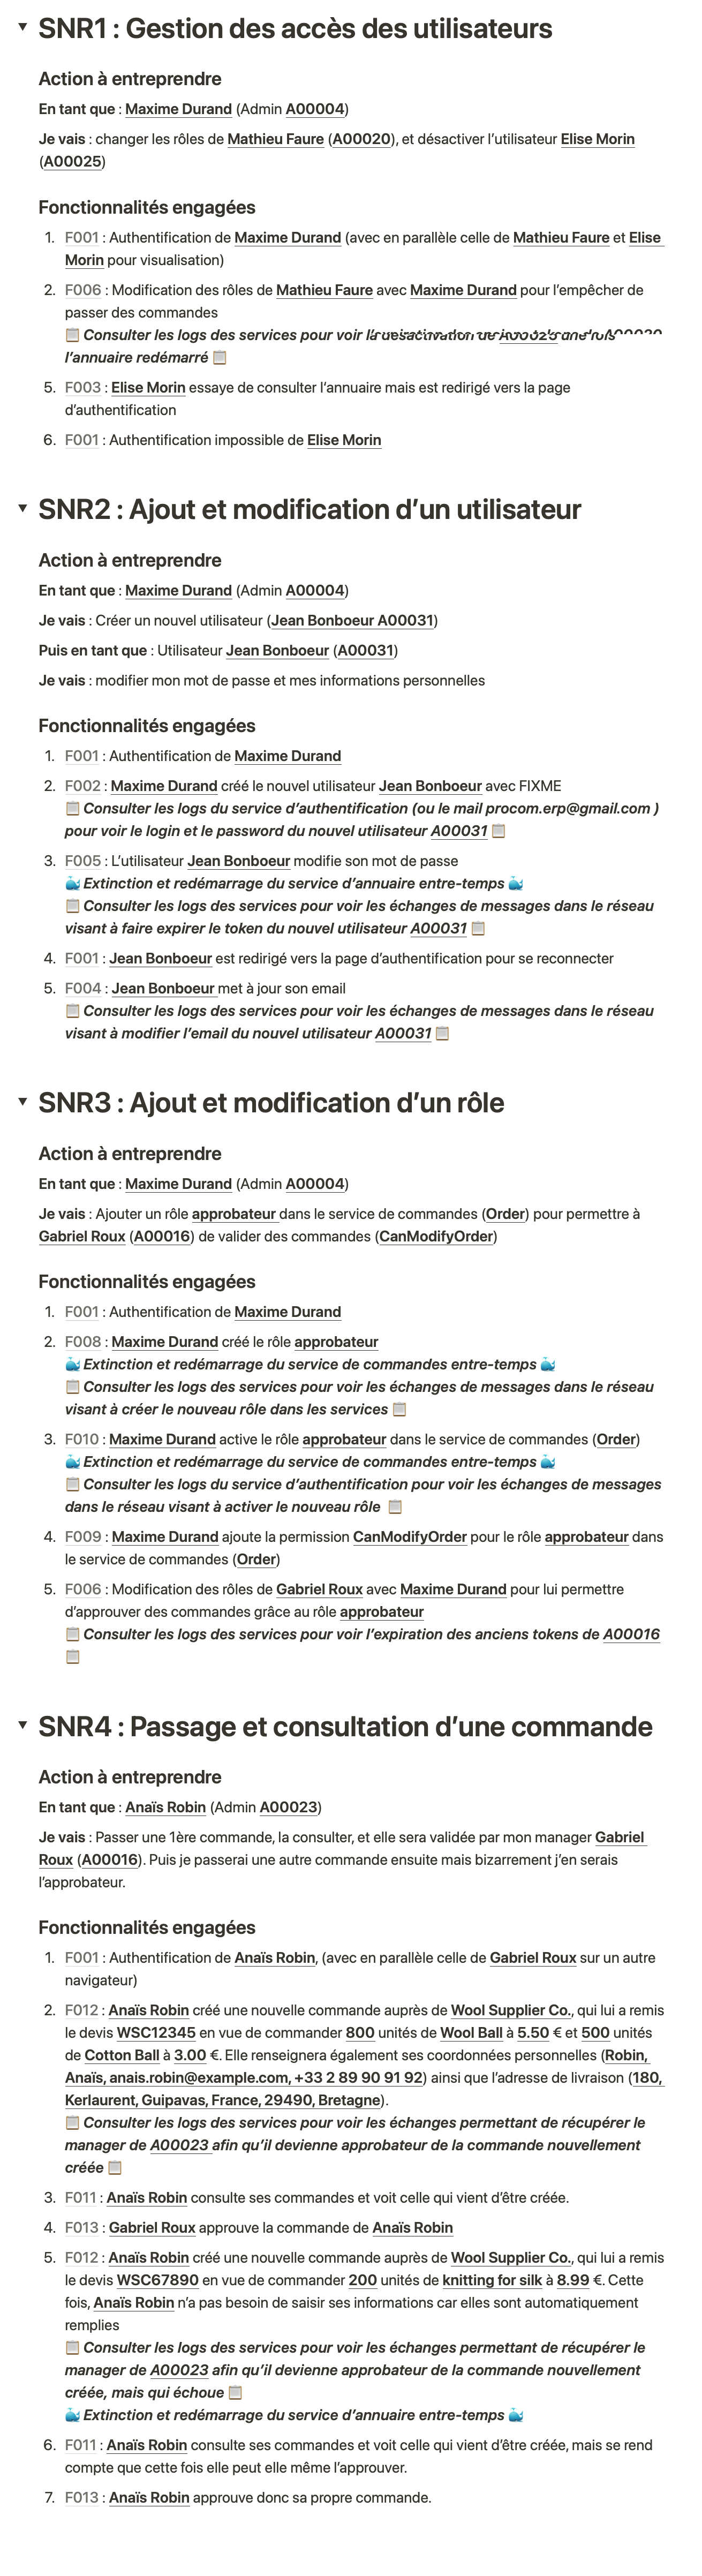 SNR1 : Gestion des accès des utilisateurs
Action à entreprendre
En tant que : Maxime Durand (Admin A00004)
Je vais : changer les rôles de Mathieu Faure (A00020), et désactiver l’utilisateur Elise Morin
(A00025)
Fonctionnalités engagées
1. F001 : Authentification de Maxime Durand (avec en parallèle celle de Mathieu Faure et Elise
Morin pour visualisation)
2. F006 : Modification des rôles de Mathieu Faure avec Maxime Durand pour l’empêcher de
passer des commandes
📋 Consulter les logs des services pour voir
l’annuaire redémarré 📋
5. F003 : Elise Morin essaye de consulter l’annuaire mais est redirigé vers la page
d’authentification
6. F001 : Authentification impossible de Elise Morin
SNR2 : Ajout et modification d’un utilisateur
Action à entreprendre
En tant que : Maxime Durand (Admin A00004)
Je vais : Créer un nouvel utilisateur (Jean Bonboeur A00031)
Puis en tant que : Utilisateur Jean Bonboeur (A00031)
Je vais : modifier mon mot de passe et mes informations personnelles
Fonctionnalités engagées
1. F001 : Authentification de Maxime Durand
2. F002 : Maxime Durand créé le nouvel utilisateur Jean Bonboeur avec FIXME
📋 Consulter les logs du service d’authentification (ou le mail procom.erp@gmail.com )
pour voir le login et le password du nouvel utilisateur A00031 📋
3. F005 : L’utilisateur Jean Bonboeur modifie son mot de passe
🐳 Extinction et redémarrage du service d’annuaire entre-temps 🐳
📋 Consulter les logs des services pour voir les échanges de messages dans le réseau
visant à faire expirer le token du nouvel utilisateur A00031 📋
4. F001 : Jean Bonboeur est redirigé vers la page d’authentification pour se reconnecter
5. F004 : Jean Bonboeur met à jour son email
📋 Consulter les logs des services pour voir les échanges de messages dans le réseau
visant à modifier l’email du nouvel utilisateur A00031 📋
SNR3 : Ajout et modification d’un rôle
Action à entreprendre
En tant que : Maxime Durand (Admin A00004)
Je vais : Ajouter un rôle approbateur dans le service de commandes (Order) pour permettre à
Gabriel Roux (A00016) de valider des commandes (CanModifyOrder)
Fonctionnalités engagées
1. F001 : Authentification de Maxime Durand
2. F008 : Maxime Durand créé le rôle approbateur
🐳 Extinction et redémarrage du service de commandes entre-temps 🐳
📋 Consulter les logs des services pour voir les échanges de messages dans le réseau
visant à créer le nouveau rôle dans les services 📋
3. F010 : Maxime Durand active le rôle approbateur dans le service de commandes (Order)
🐳 Extinction et redémarrage du service de commandes entre-temps 🐳
📋 Consulter les logs du service d’authentification pour voir les échanges de messages
dans le réseau visant à activer le nouveau rôle 📋
4. F009 : Maxime Durand ajoute la permission CanModifyOrder pour le rôle approbateur dans
le service de commandes (Order)
5. F006 : Modification des rôles de Gabriel Roux avec Maxime Durand pour lui permettre
d’approuver des commandes grâce au rôle approbateur
📋 Consulter les logs des services pour voir l’expiration des anciens tokens de A00016
📋
SNR4 : Passage et consultation d’une commande
Action à entreprendre
En tant que : Anaïs Robin (Admin A00023)
Je vais : Passer une 1ère commande, la consulter, et elle sera validée par mon manager Gabriel
Roux (A00016). Puis je passerai une autre commande ensuite mais bizarrement j’en serais
l’approbateur.
Fonctionnalités engagées
1. F001 : Authentification de Anaïs Robin, (avec en parallèle celle de Gabriel Roux sur un autre
navigateur)
2. F012 : Anaïs Robin créé une nouvelle commande auprès de Wool Supplier Co., qui lui a remis
le devis WSC12345 en vue de commander 800 unités de Wool Ball à 5.50 € et 500 unités
de Cotton Ball à 3.00 €. Elle renseignera également ses coordonnées personnelles (Robin,
Anaïs, anais.robin@example.com, +33 2 89 90 91 92) ainsi que l’adresse de livraison (180,
Kerlaurent, Guipavas, France, 29490, Bretagne).
📋 Consulter les logs des services pour voir les échanges permettant de récupérer le
manager de A00023 afin qu’il devienne approbateur de la commande nouvellement
créée 📋
3. F011 : Anaïs Robin consulte ses commandes et voit celle qui vient d’être créée.
4. F013 : Gabriel Roux approuve la commande de Anaïs Robin
5. F012 : Anaïs Robin créé une nouvelle commande auprès de Wool Supplier Co., qui lui a remis
le devis WSC67890 en vue de commander 200 unités de knitting for silk à 8.99 €. Cette
fois, Anaïs Robin n’a pas besoin de saisir ses informations car elles sont automatiquement
remplies
📋 Consulter les logs des services pour voir les échanges permettant de récupérer le
manager de A00023 afin qu’il devienne approbateur de la commande nouvellement
créée, mais qui échoue 📋
🐳 Extinction et redémarrage du service d’annuaire entre-temps 🐳
6. F011 : Anaïs Robin consulte ses commandes et voit celle qui vient d’être créée, mais se rend
compte que cette fois elle peut elle même l’approuver.
7. F013 : Anaïs Robin approuve donc sa propre commande.